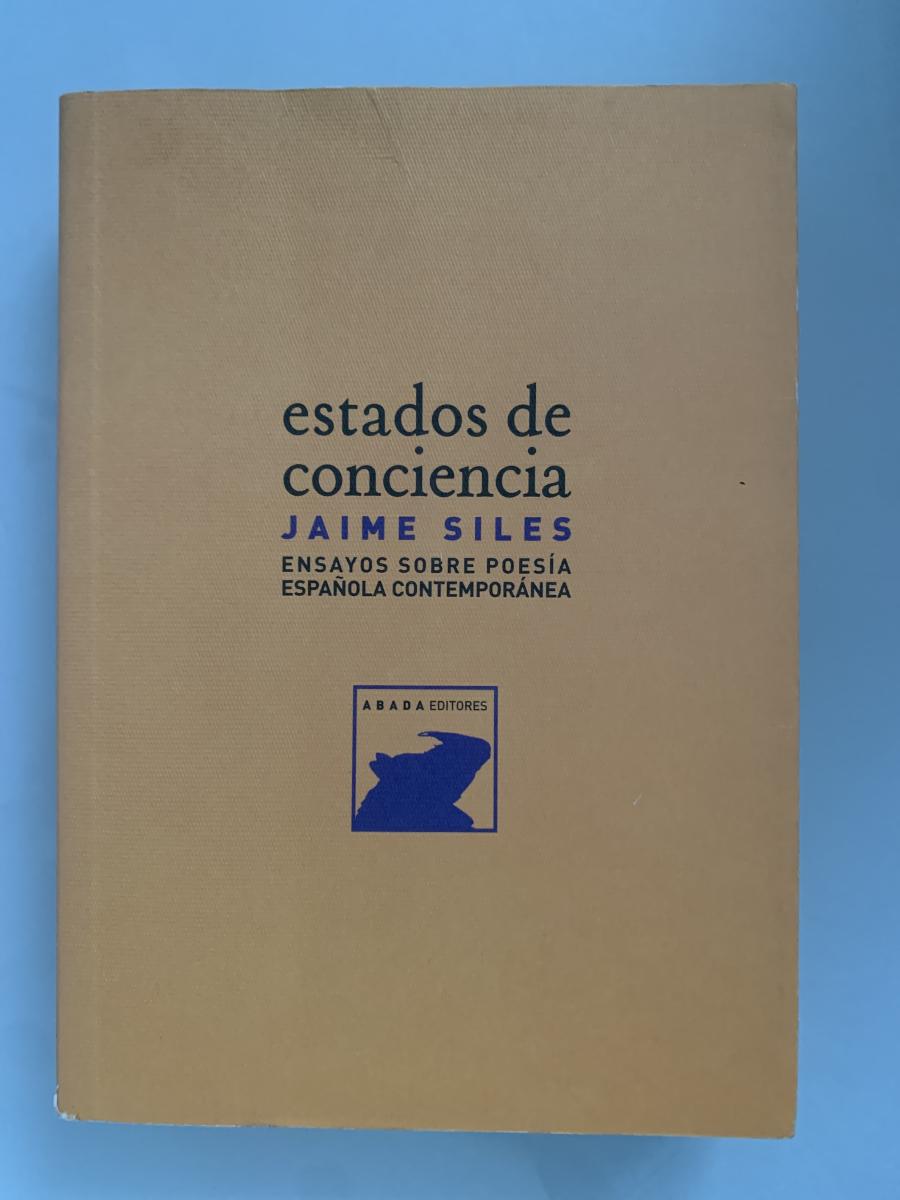 estados de
conciencia
JAIME SILES
ENSAYOS SOBRE POESÍA
ESPAÑOLA CONTEMPORÁNEA
ABADA EDITORES